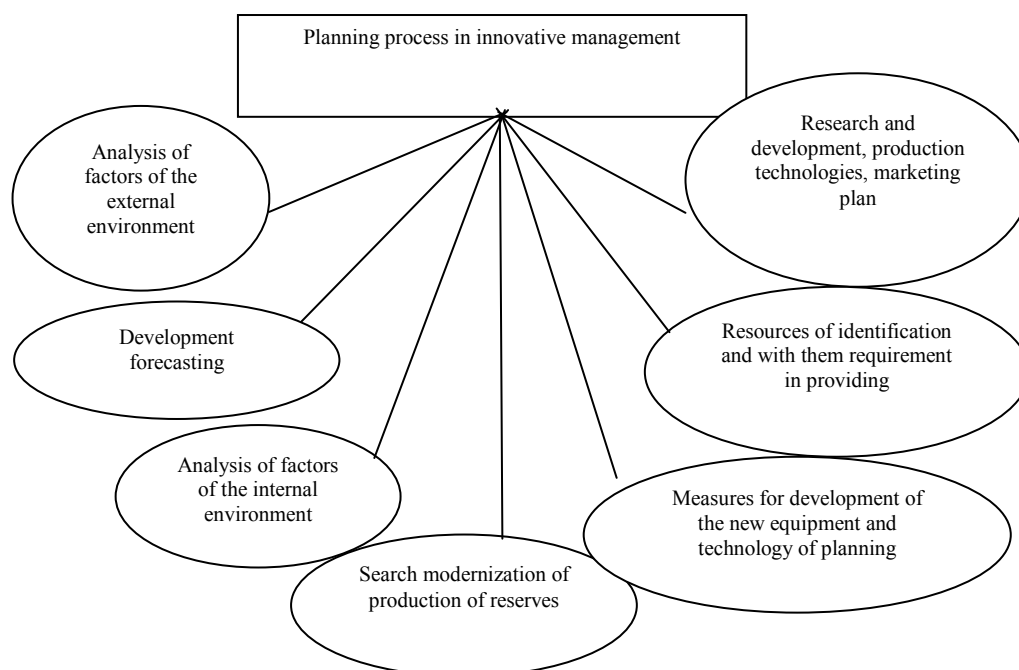 Planning process in innovative management
Analysis of
factors of the
external
environment
Development
forecasting
Analysis of factors
of the internal
environment
Search modernization of
production of reserves
Measures for development of
the new equipment and
technology of planning
Resources of identification
and with them requirement
in providing
Research and
development, production
technologies, marketing
plan